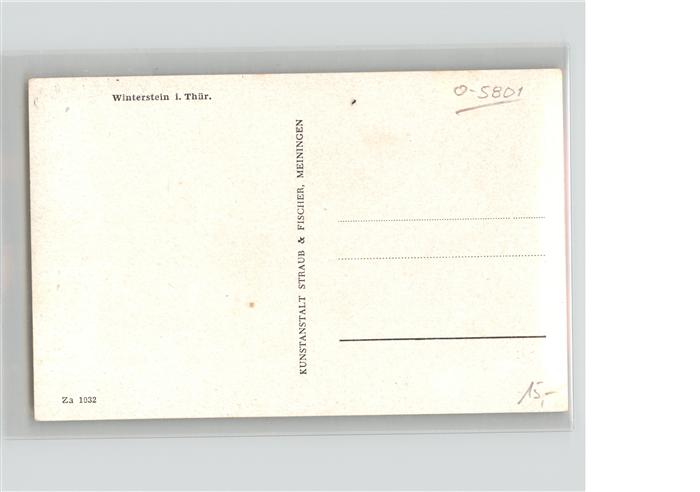 Winterstein i. Thür.
O-5801
KUNSTANSTALT STRAUB & FISCHER, MEININGEN
Za 1032
15,-